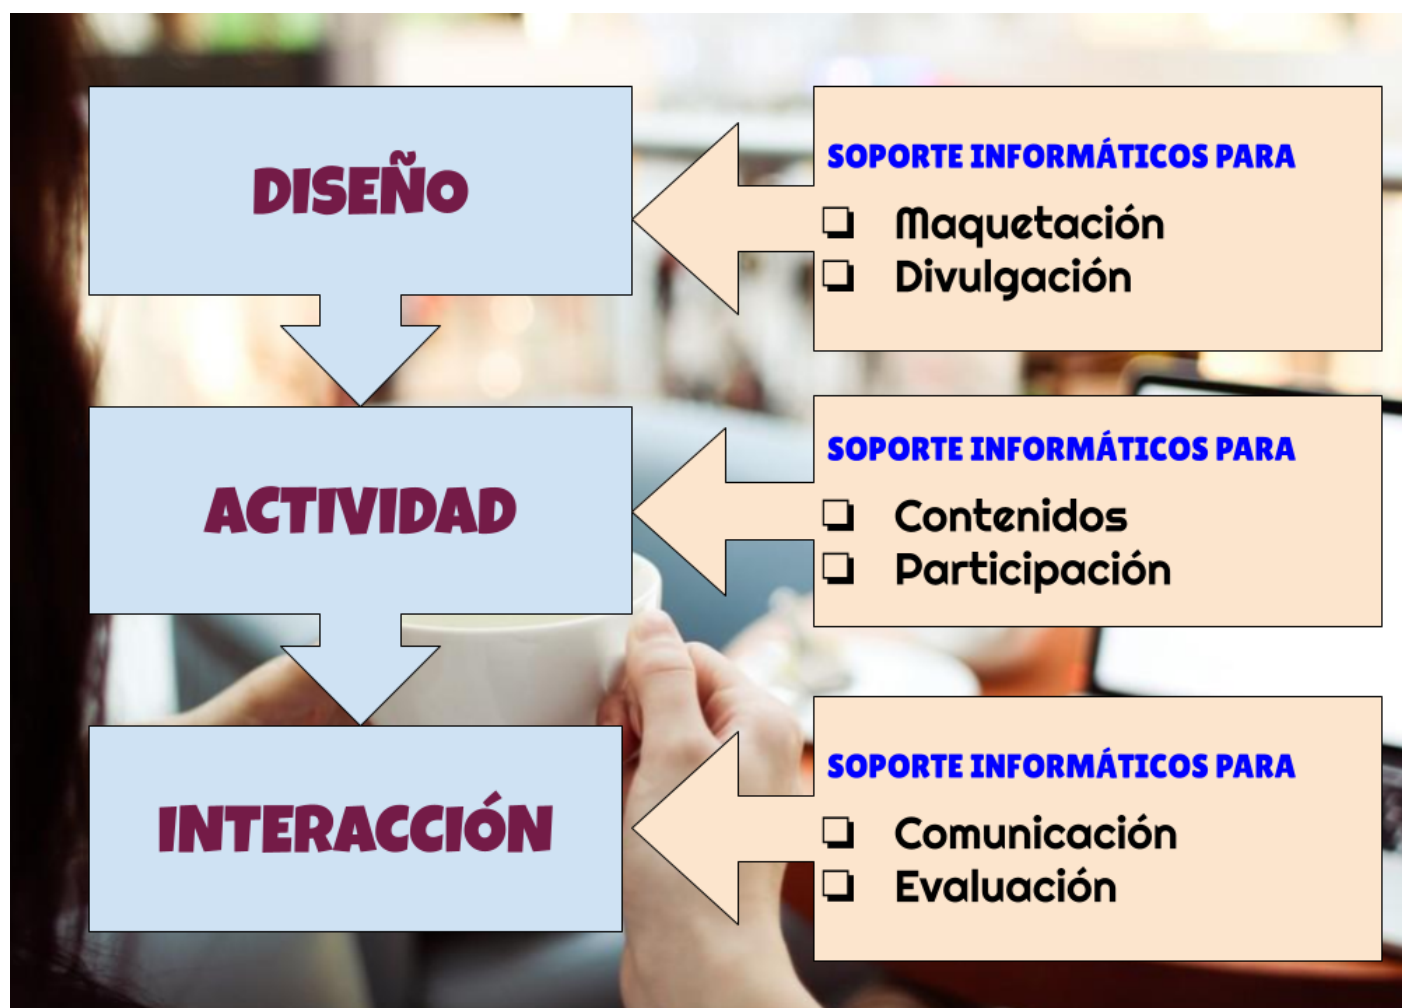 DISEÑO
SOPORTE INFORMÁTICOS PARA
❏ Maquetación
❏ Divulgación
ACTIVIDAD
SOPORTE INFORMÁTICOS PARA
❏ Contenidos
❏ Participación
INTERACCIÓN
SOPORTE INFORMÁTICOS PARA
❏ Comunicación
❏ Evaluación